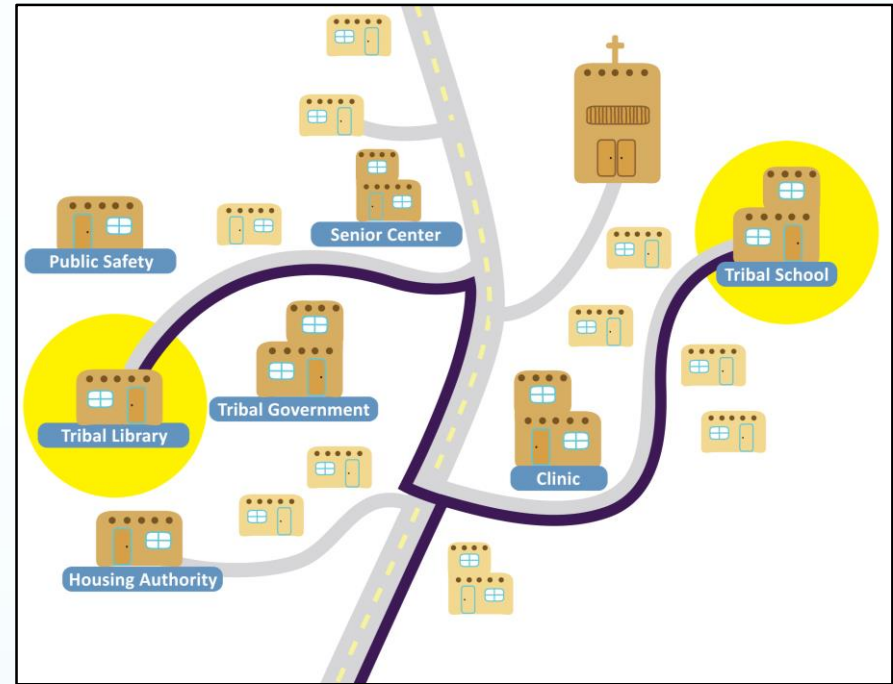 Senior Center
Public Safety
Tribal School
Tribal Government
Tribal Library
Clinic
Housing Authority